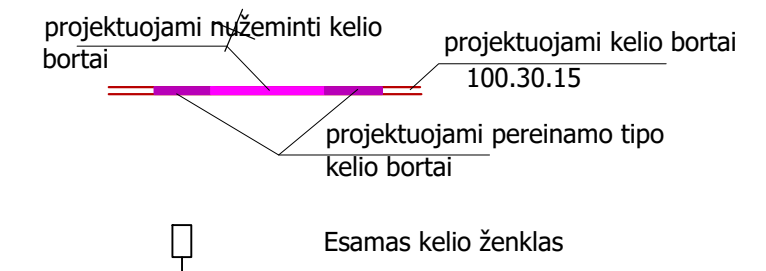 projektuojami nužeminti kelio
bortai
projektuojami kelio bortai
100.30.15
projektuojami pereinamo tipo
kelio bortai
Esamas kelio ženklas